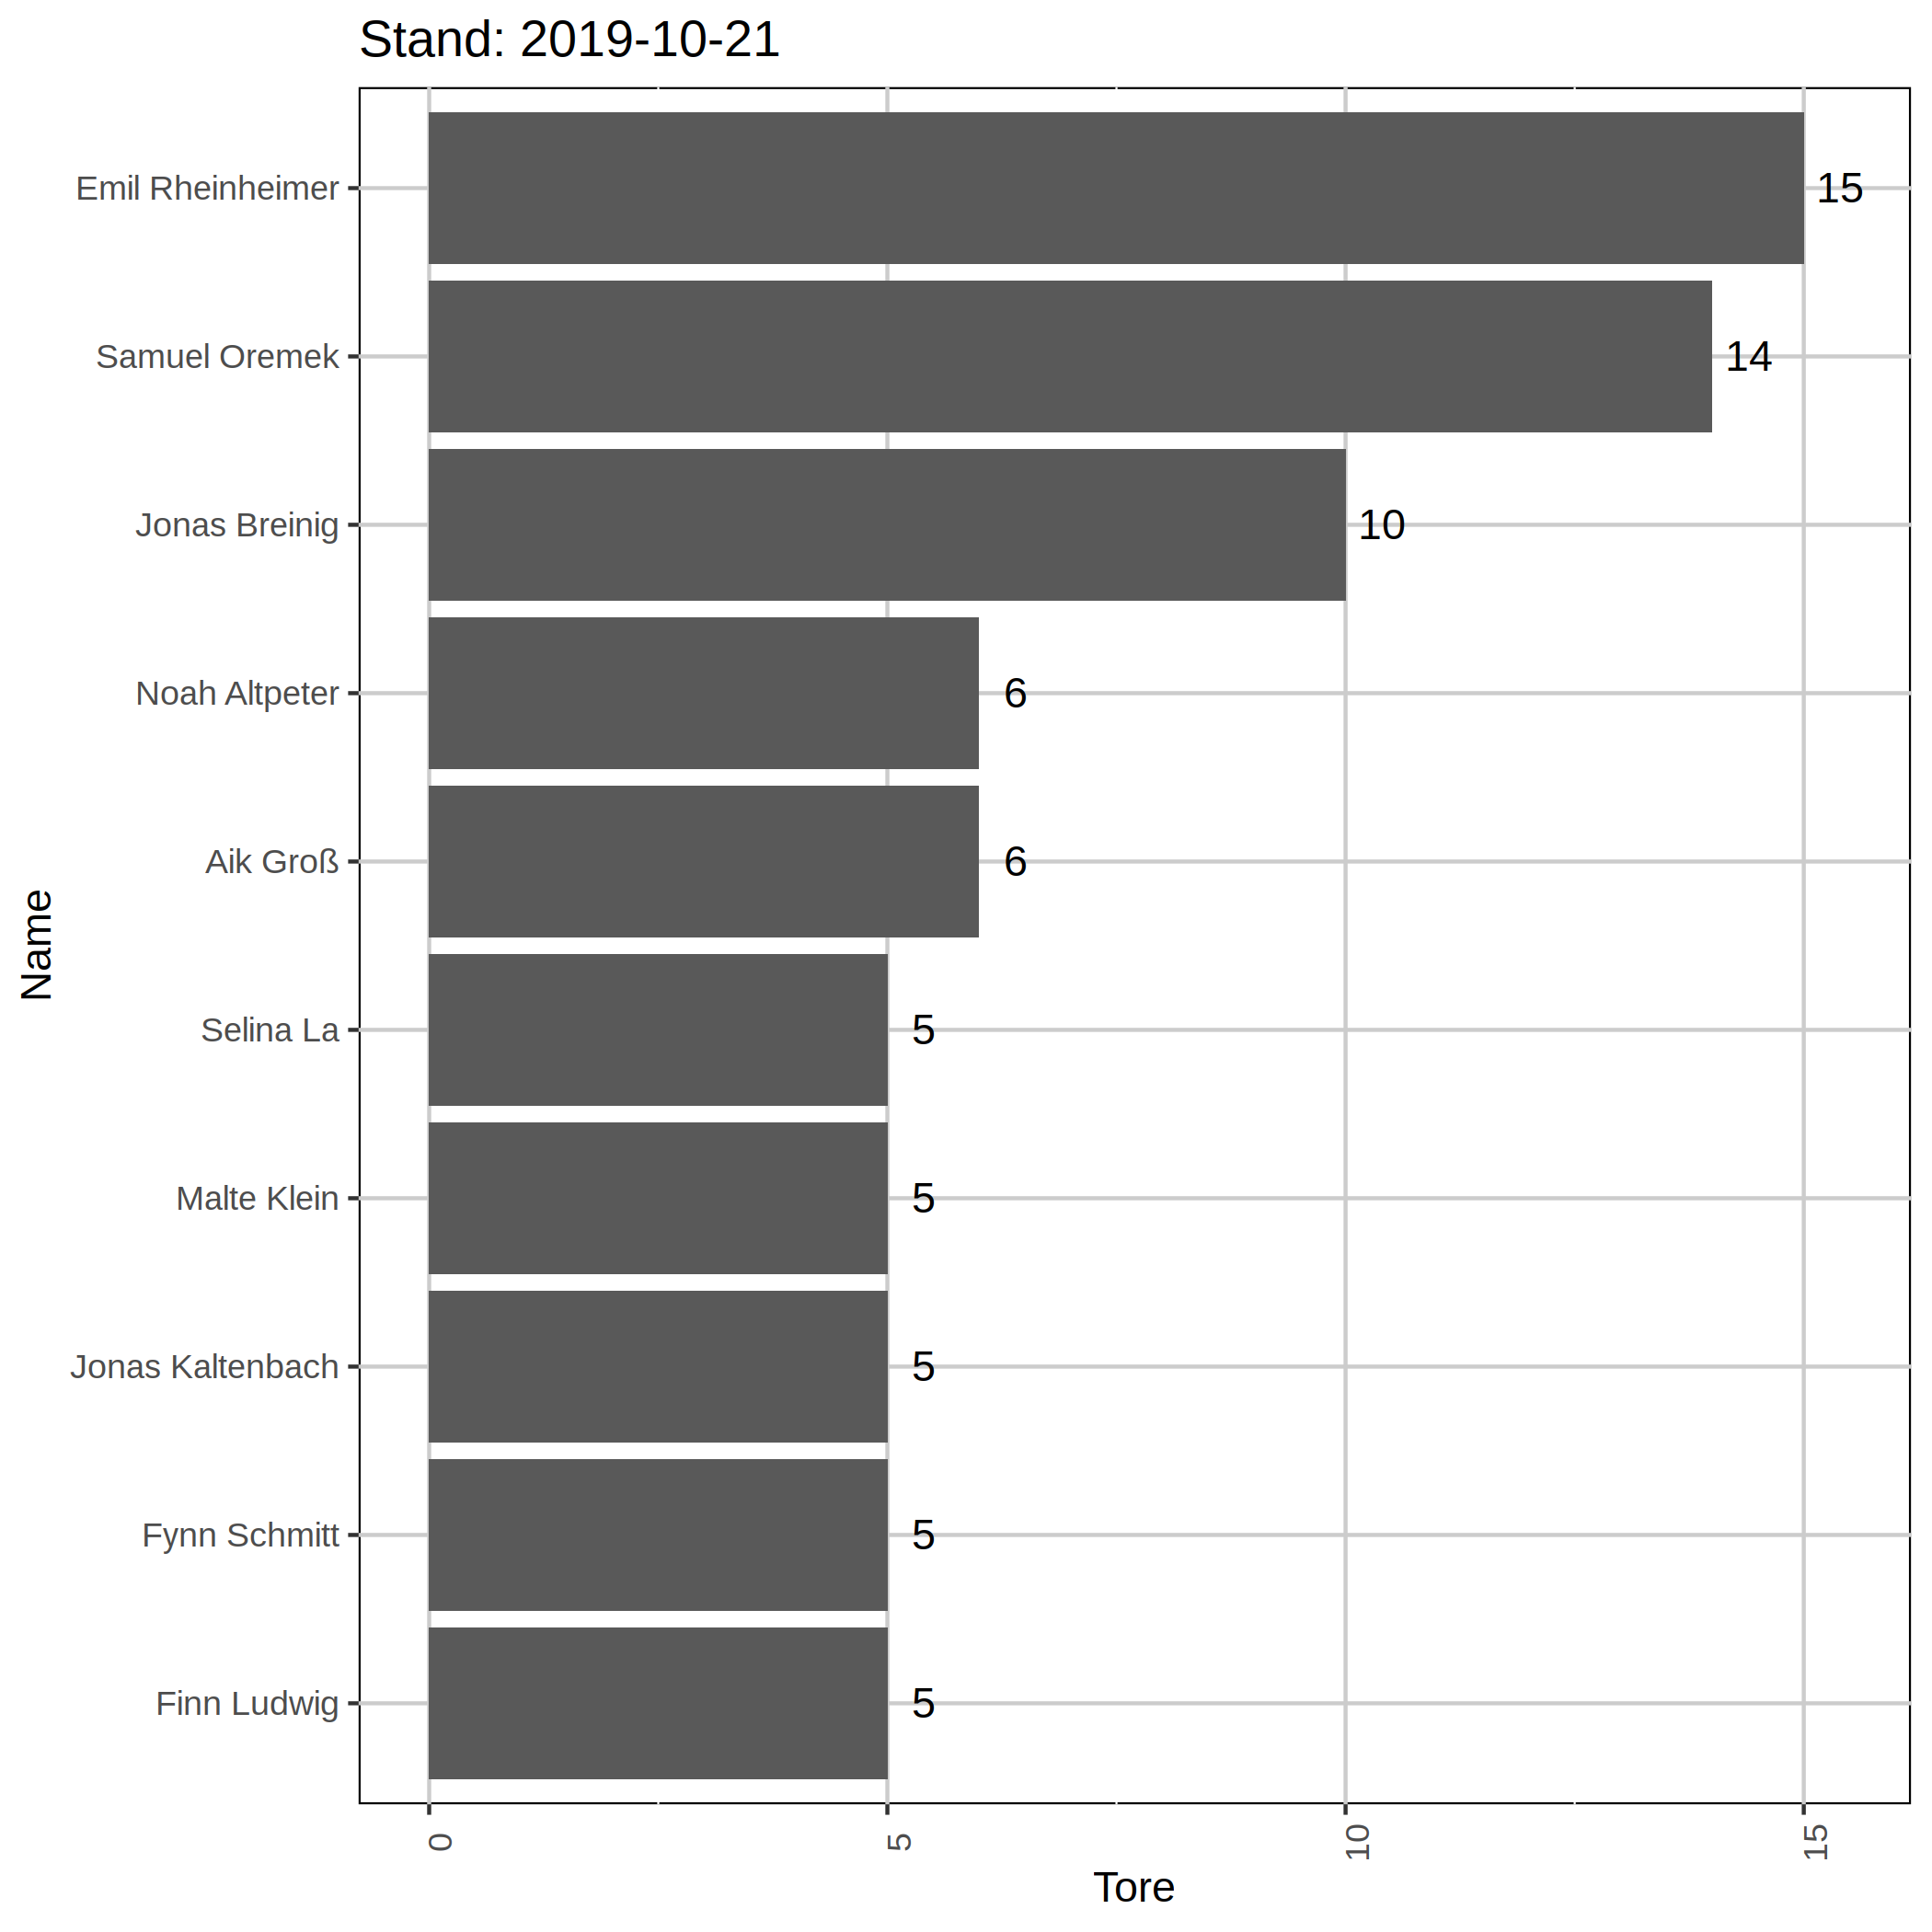 Stand: 2019-10-21
Emil Rheinheimer 15
Samuel Oremek 14
Jonas Breinig 10
Noah Altpeter 6
Aik Groß 6
Selina La 5
Malte Klein 5
Jonas Kaltenbach 5
Fynn Schmitt 5
Finn Ludwig 5
Name
0 5 10 15
Tore